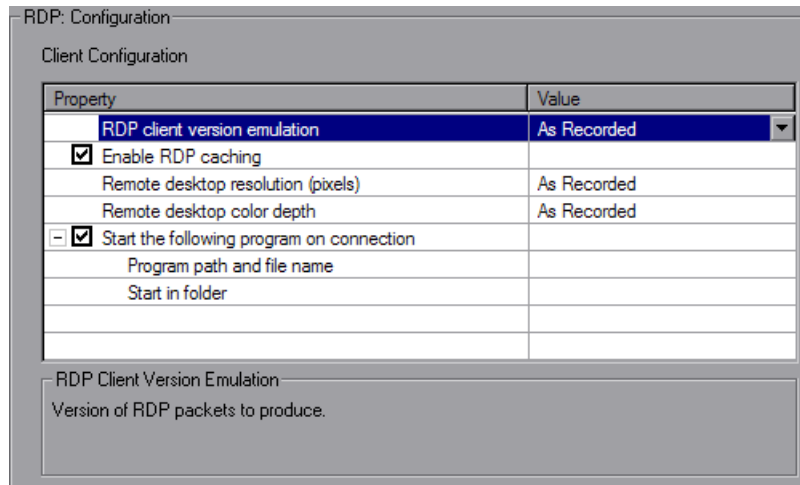 RDP: Configuration
Client Configuration
Property Value
RDP client version emulation As Recorded
Enable RDP caching
Remote desktop resolution (pixels) As Recorded
Remote desktop color depth As Recorded
Start the following program on connection
Program path and file name
Start in folder
RDP Client Version Emulation
Version of RDP packets to produce.